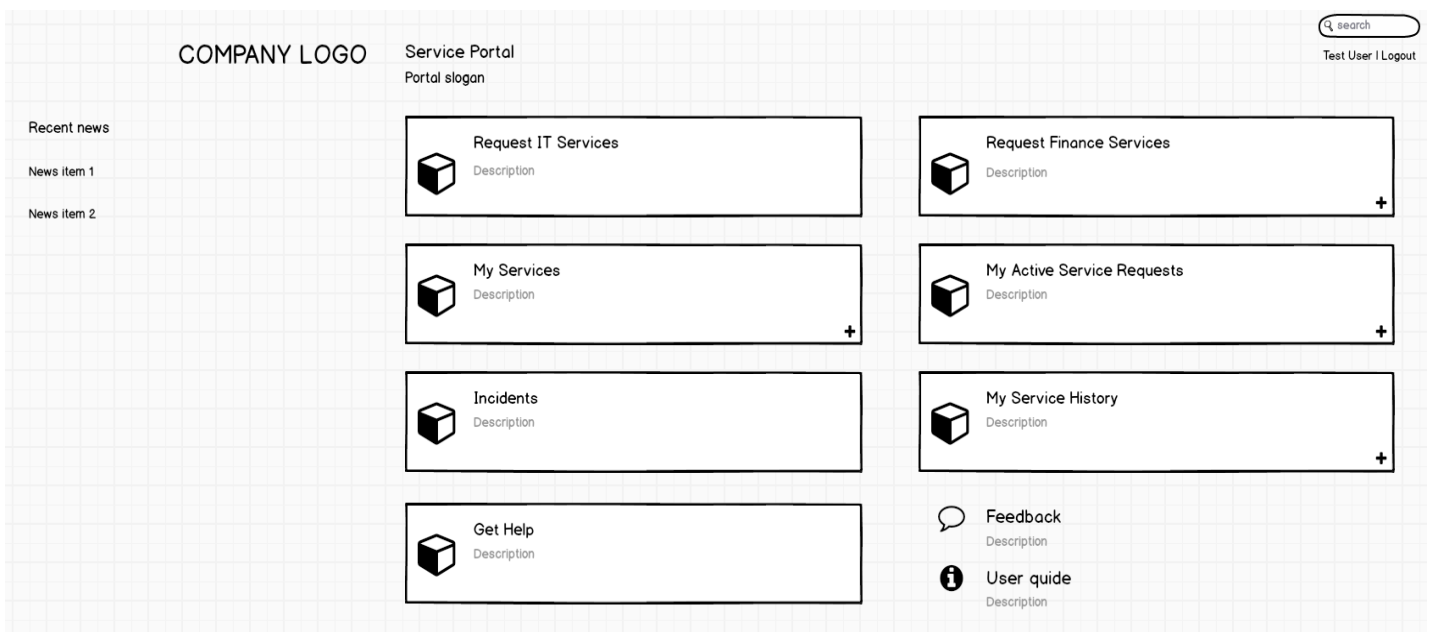 search
COMPANY LOGO
Service Portal
Test User | Logout
Portal slogan
Recent news
News item 1
News item 2
Request IT Services
Description
Request Finance Services
Description
My Services
Description
My Active Service Requests
Description
Incidents
Description
My Service History
Description
Get Help
Description
Feedback
Description
User quide
Description